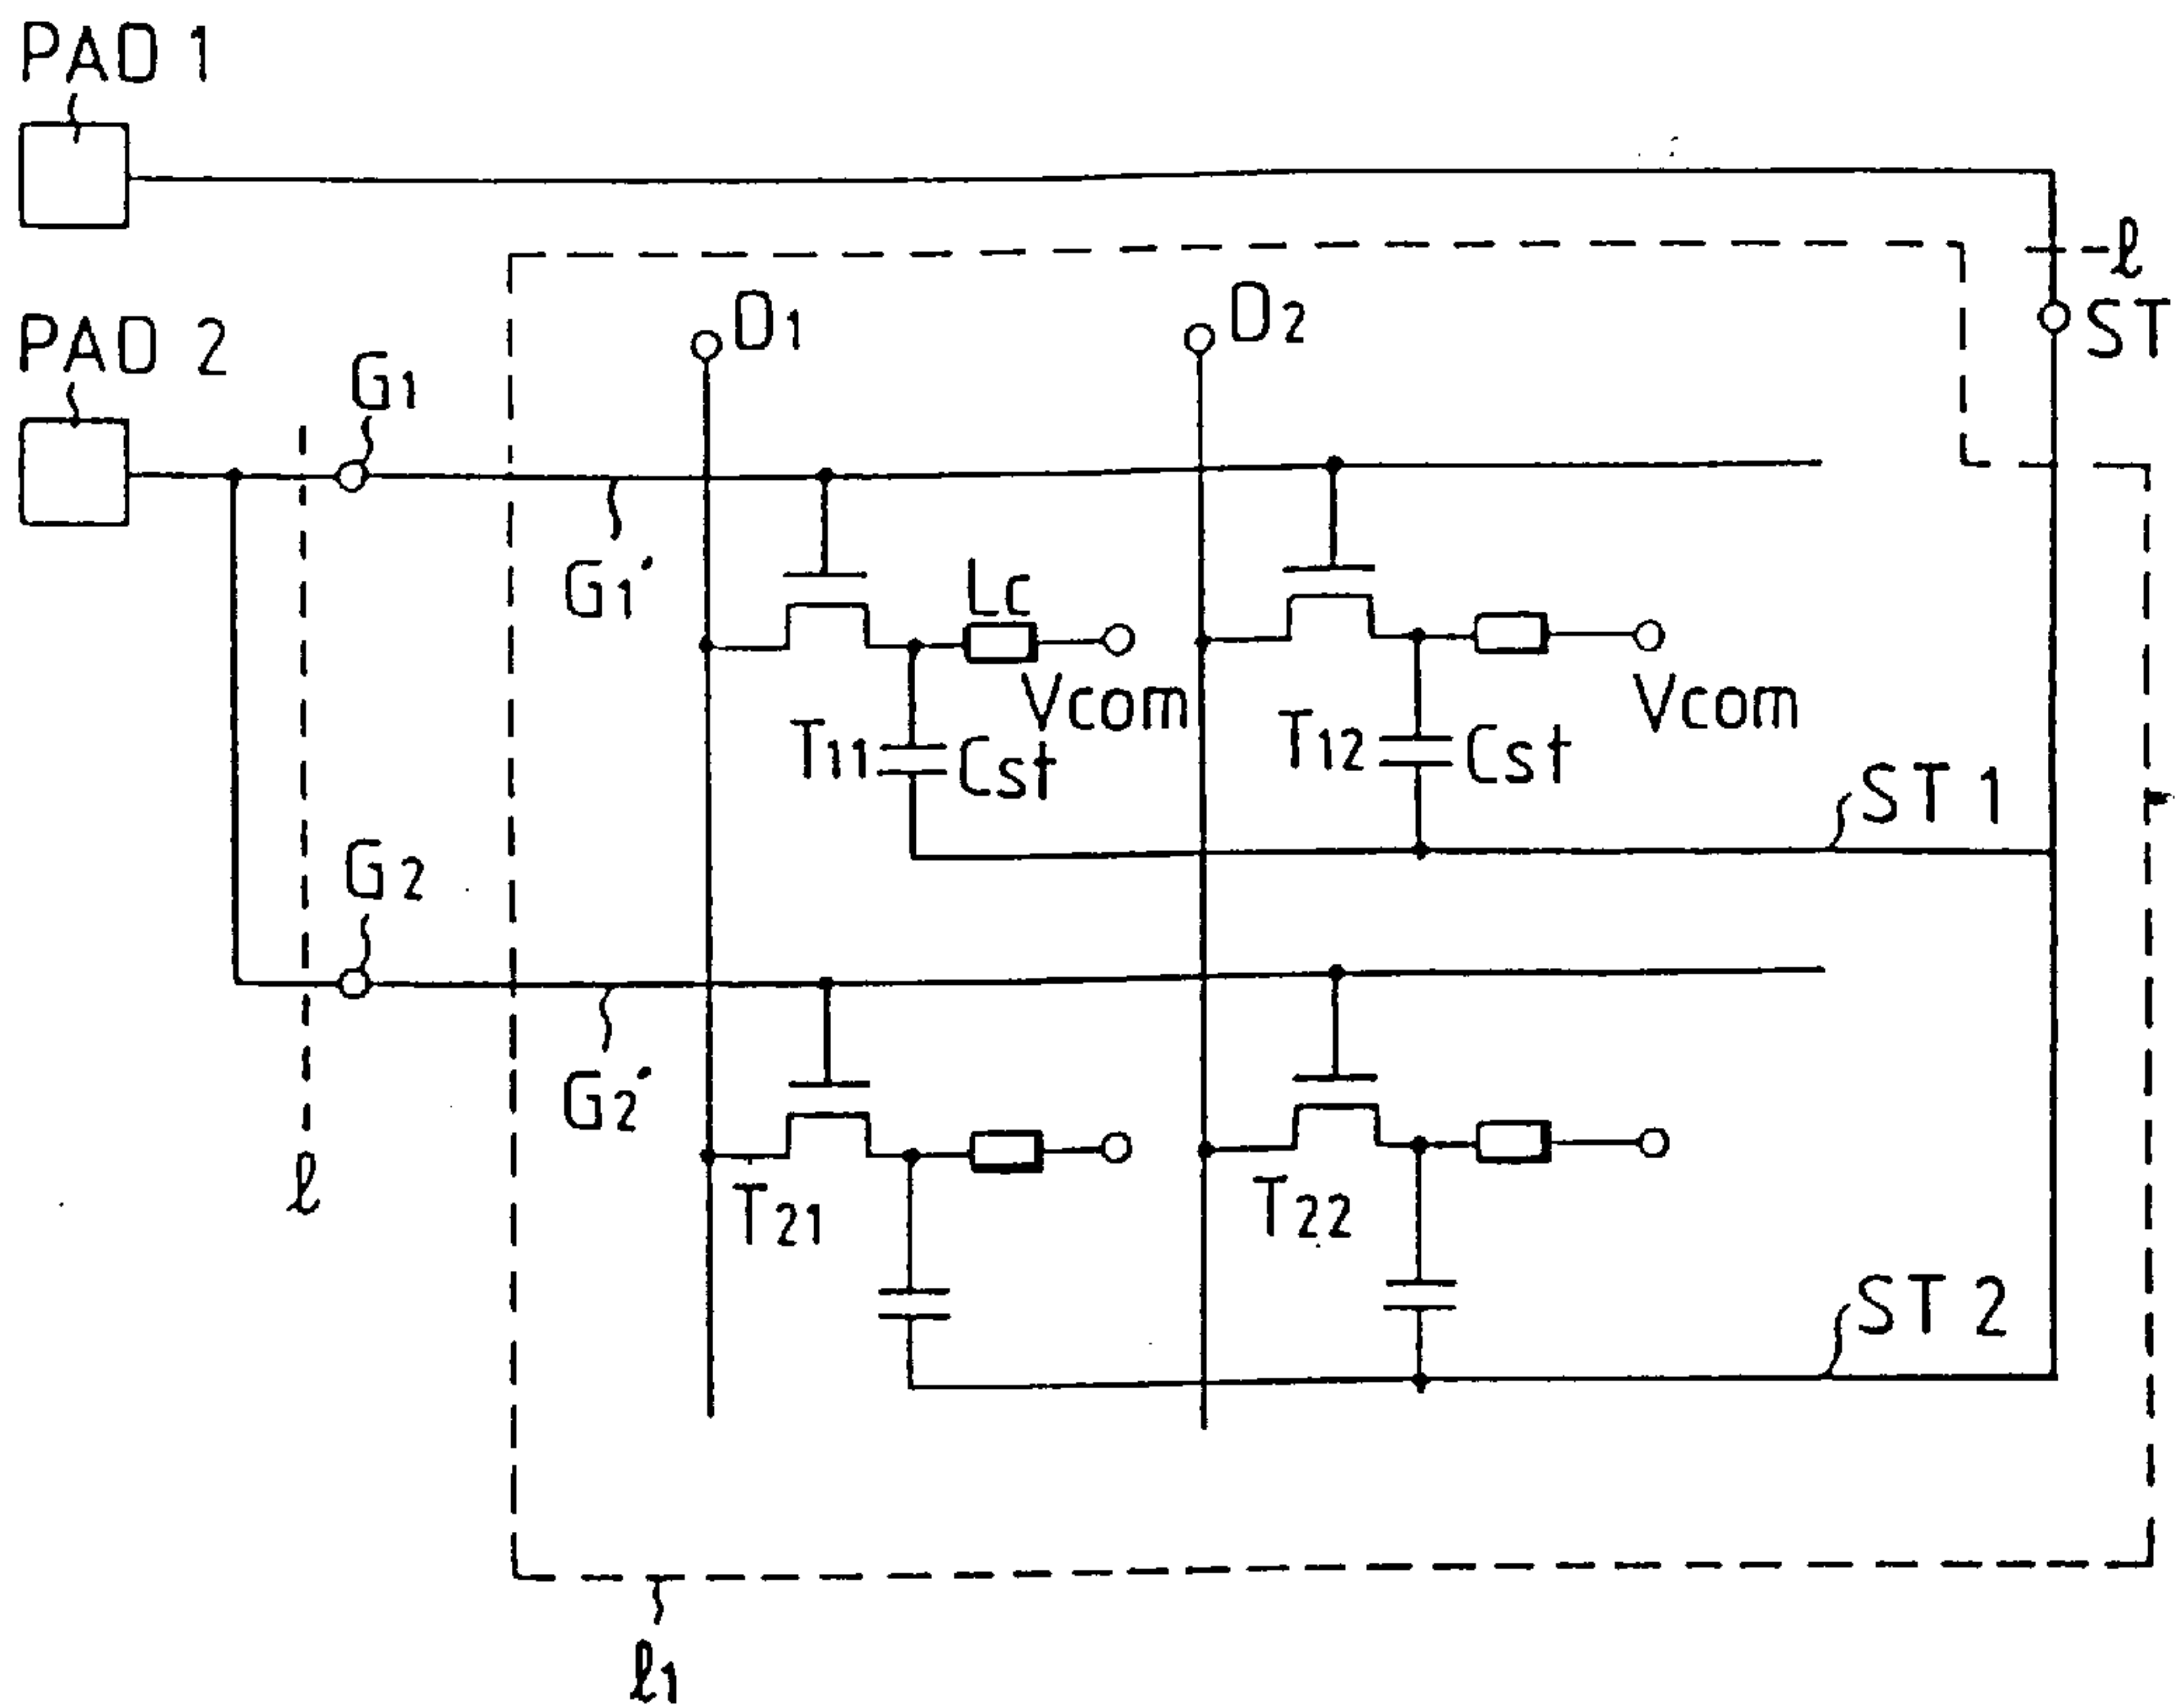 PAD 1
ℓ
ST
D1
D2
PAD 2
G1
G1'
Lc
Vcom
Vcom
T11
Cst
T12
Cst
ST 1
G2
G2'
ℓ
T21
T22
ST 2
ℓ1